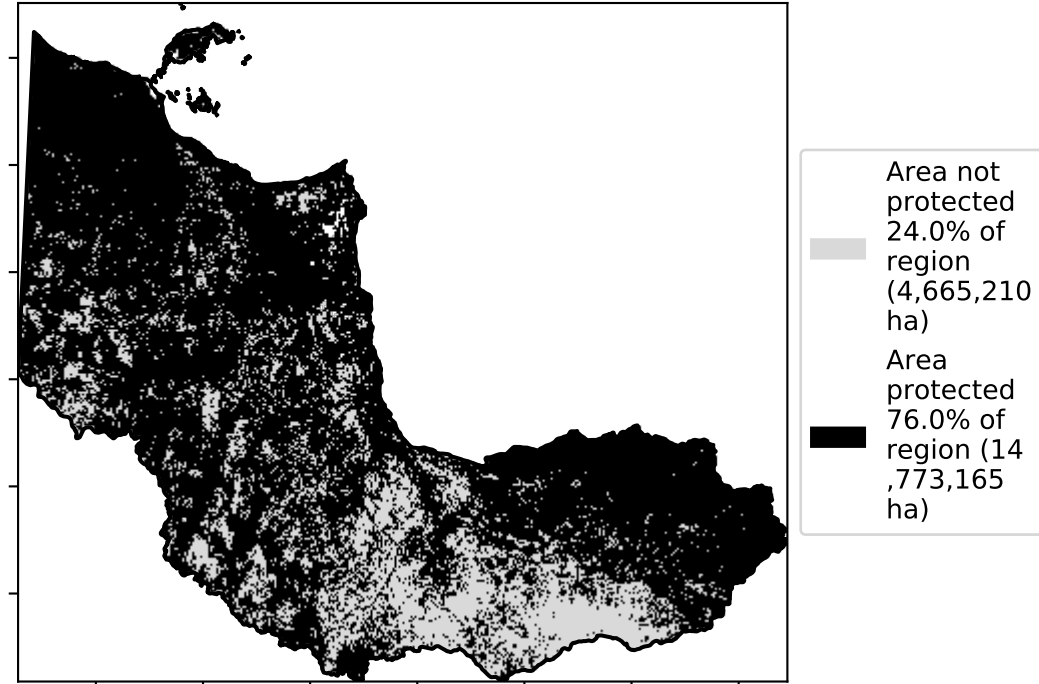 Area not
protected
24.0% of
region
(4,665,210
ha)
Area
protected
76.0% of
region (14
,773,165
ha)